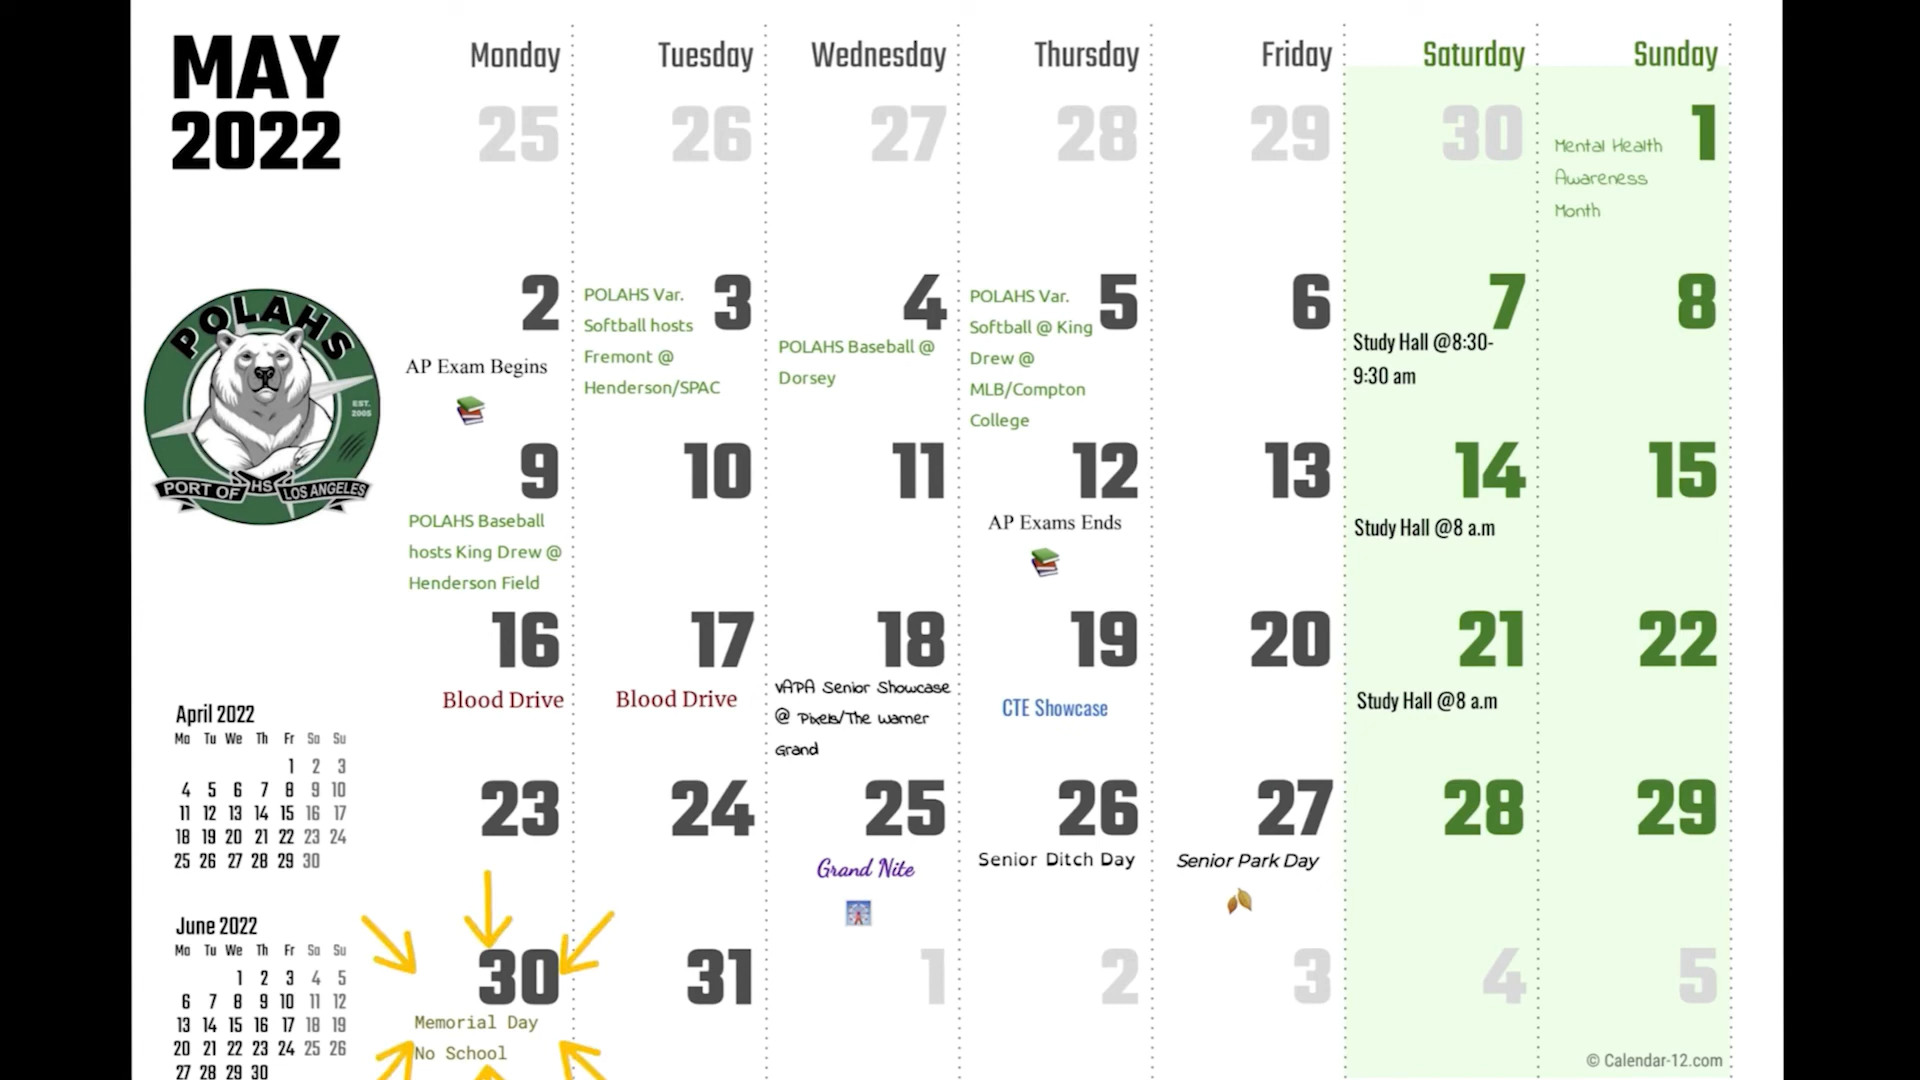 MAY
2022
Monday Tuesday Wednesday Thursday Friday Saturday Sunday
25 26 27 28 29 30 1
Mental Health
Awareness
Month
2 3 4 5 6 7 8
AP Exam Begins
POLAHS Var.
Softball hosts
Fremont @
Henderson/SPAC
POLAHS Baseball @
Dorsey
POLAHS Var.
Softball @ King
Drew @
MLB/Compton
College
Study Hall @8:30-
9:30 am
POLAHS
EST.
2005
PORT OF HS LOS ANGELES
9 10 11 12 13 14 15
POLAHS Baseball
hosts King Drew @
Henderson Field
AP Exams Ends
Study Hall @8 a.m
16 17 18 19 20 21 22
Blood Drive
Blood Drive
VAPA Senior Showcase
@ Pixels/The Warner
Grand
CTE Showcase
Study Hall @8 a.m
23 24 25 26 27 28 29
Grand Nite
Senior Ditch Day
Senior Park Day
30 31 1 2 3 4 5
Memorial Day
No School
April 2022
Mo Tu We Th Fr Sa Su
1 2 3
4 5 6 7 8 9 10
11 12 13 14 15 16 17
18 19 20 21 22 23 24
25 26 27 28 29 30
June 2022
Mo Tu We Th Fr Sa Su
1 2 3 4 5
6 7 8 9 10 11 12
13 14 15 16 17 18 19
20 21 22 23 24 25 26
27 28 29 30
© Calendar-12.com